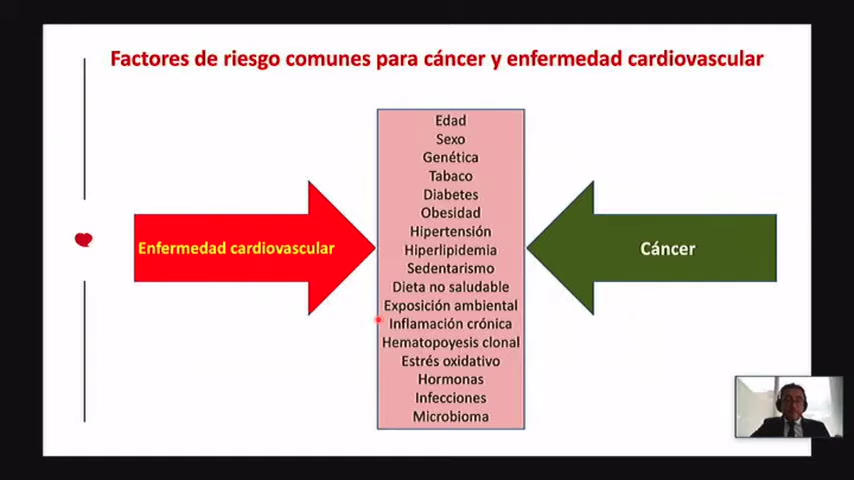 Factores de riesgo comunes para cáncer y enfermedad cardiovascular
Enfermedad cardiovascular
Edad
Sexo
Genética
Tabaco
Diabetes
Obesidad
Hipertensión
Hiperlipidemia
Sedentarismo
Dieta no saludable
Exposición ambiental
Inflamación crónica
Hematopoyesis clonal
Estrés oxidativo
Hormonas
Infecciones
Microbioma
Cáncer